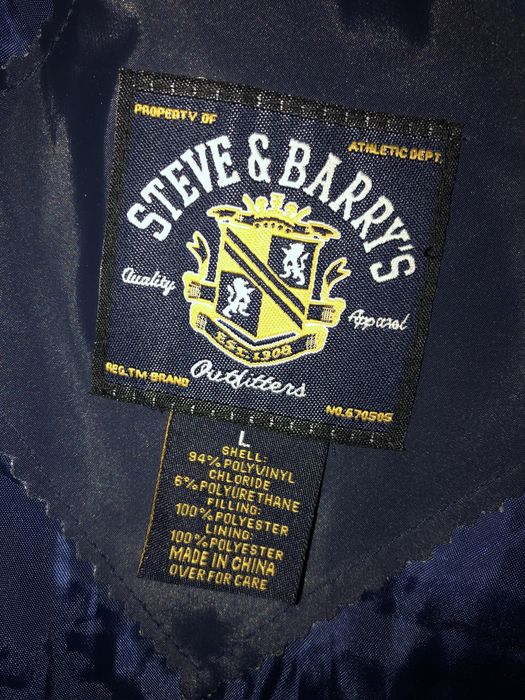 PROPERTY OF
ATHLETIC DEPT.
STEVE & BARRY'S
Quality
Apparel
EST. 1908
Outfitters
REG.TM BRAND
NO.670505
L
SHELL:
94% POLYVINYL
CHLORIDE
6% POLYURETHANE
FILLING:
100% POLYESTER
LINING:
100% POLYESTER
MADE IN CHINA
OVER FOR CARE